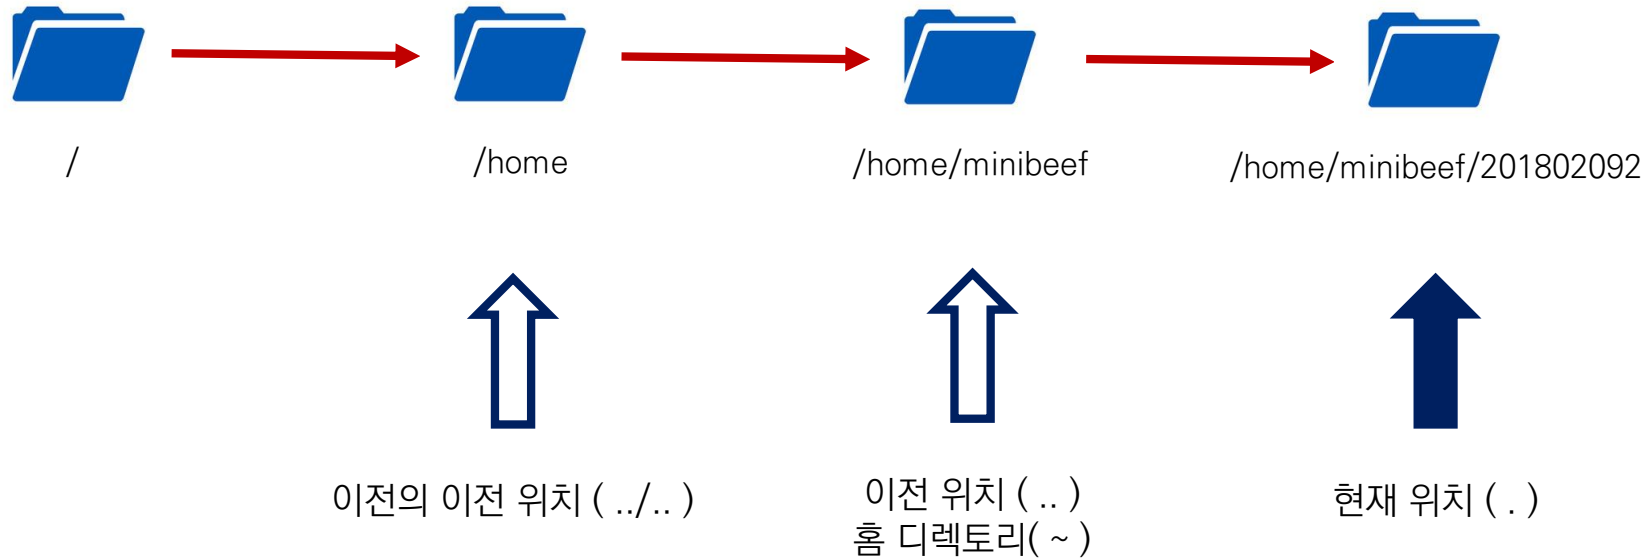 /
/home
/home/minibeef
/home/minibeef/201802092
이전의 이전 위치 ( ../.. )
이전 위치 ( .. )
홈 디렉토리( ~ )
현재 위치 ( . )